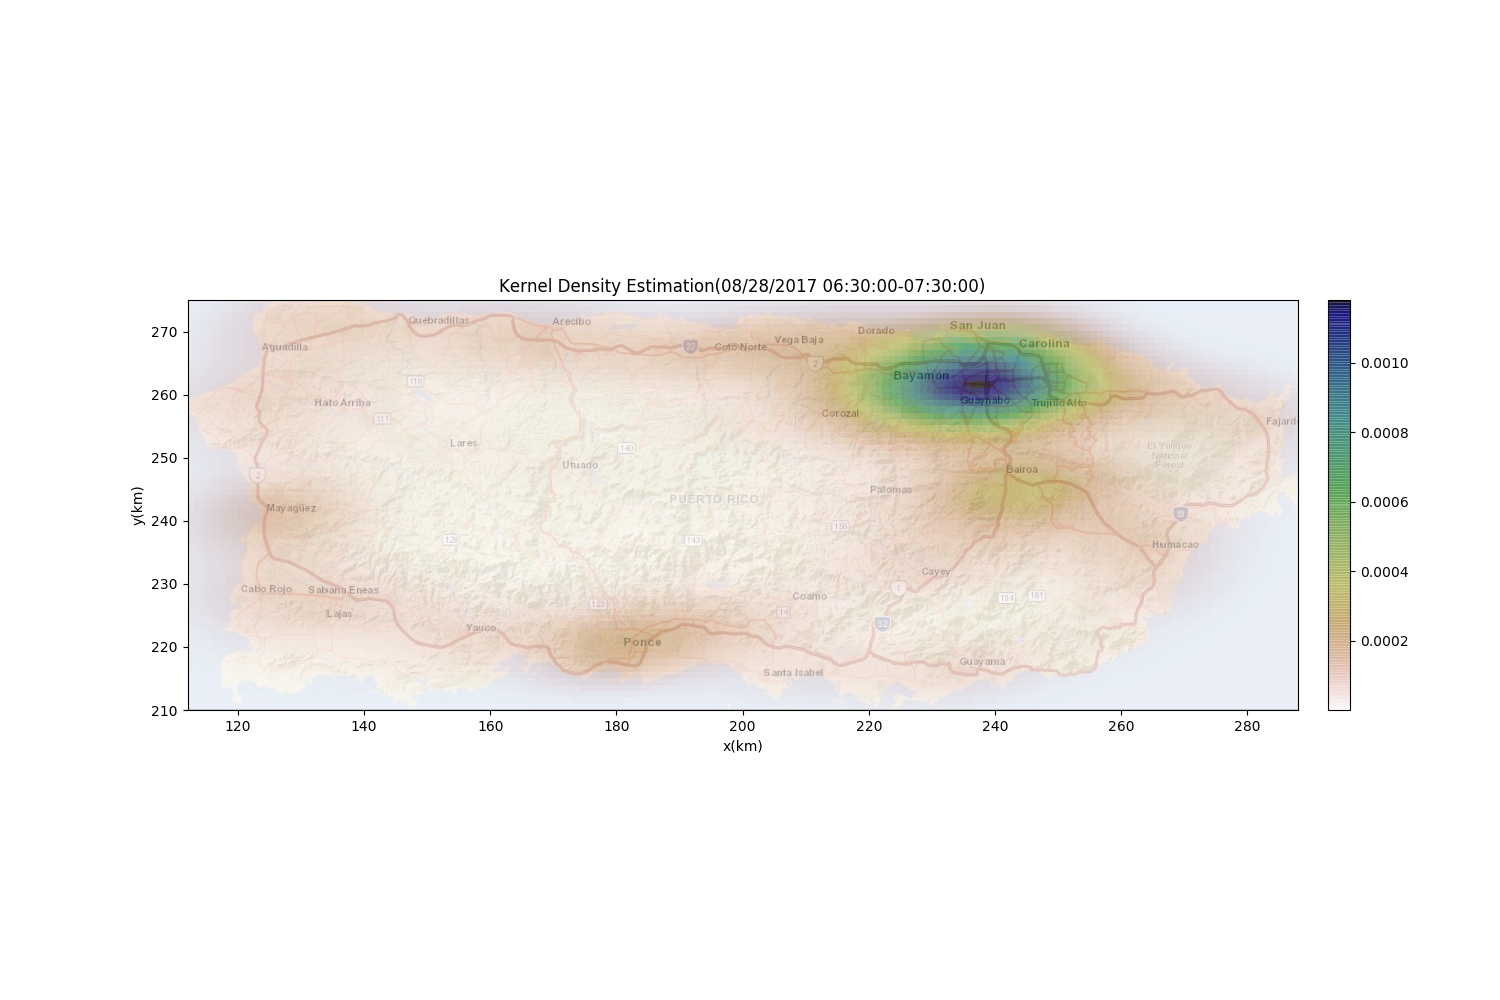 Kernel Density Estimation(08/28/2017 06:30:00-07:30:00)
270
260
250
240
230
220
210
y(km)
120
140
160
180
200
220
240
260
280
x(km)
0.0010
0.0008
0.0006
0.0004
0.0002
Quebradillas
Arecibo
San Juan
Dorado
Vega Baja
Carolina
Aguadilla
22
Coto Norte
2
Bayamon
119
Hato Arriba
Guaynabo
Trujillo Alto
111
Corozal
Fajardo
Lares
140
El Yunque
National
Forest
Utuado
Bairoa
2
Palomas
PUERTO RICO
Mayagüez
53
156
128
143
Humacao
Cayey
Cabo Rojo
Sabana Eneas
1
Coamo
184
181
123
Lajas
14
52
Yauco
Ponce
Guayama
Santa Isabel